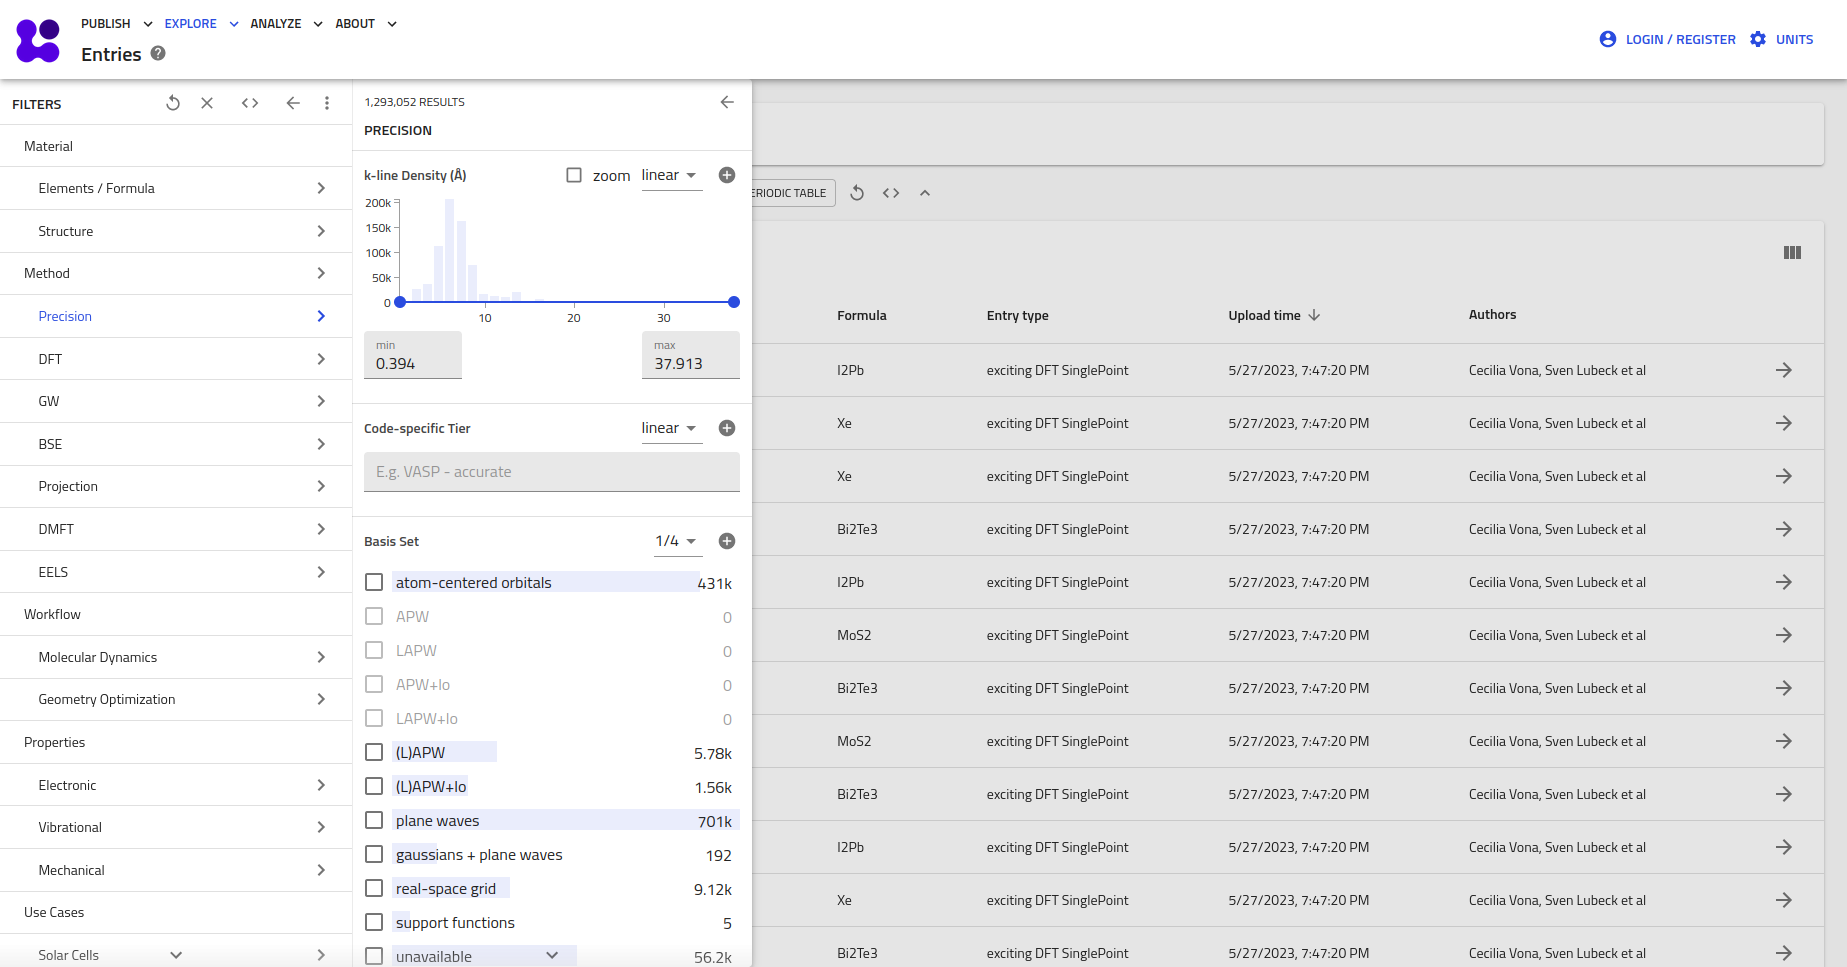 PUBLISH EXPLORE ANALYZE ABOUT
Entries ?
LOGIN / REGISTER UNITS
FILTERS
Material
Elements / Formula
Structure
Method
Precision
DFT
GW
BSE
Projection
DMFT
EELS
Workflow
Molecular Dynamics
Geometry Optimization
Properties
Electronic
Vibrational
Mechanical
Use Cases
Solar Cells
1,293,052 RESULTS
PRECISION
k-line Density (Å) zoom linear
200k
150k
100k
50k
0
10 20 30
min max
0.394 37.913
Code-specific Tier linear
E.g. VASP - accurate
Basis Set 1/4
atom-centered orbitals 431k
APW 0
LAPW 0
APW+lo 0
LAPW+lo 0
(L)APW 5.78k
(L)APW+lo 1.56k
plane waves 701k
gaussians + plane waves 192
real-space grid 9.12k
support functions 5
unavailable 56.2k
ERIODIC TABLE
Formula Entry type Upload time Authors
I2Pb exciting DFT SinglePoint 5/27/2023, 7:47:20 PM Cecilia Vona, Sven Lubeck et al
Xe exciting DFT SinglePoint 5/27/2023, 7:47:20 PM Cecilia Vona, Sven Lubeck et al
Xe exciting DFT SinglePoint 5/27/2023, 7:47:20 PM Cecilia Vona, Sven Lubeck et al
Bi2Te3 exciting DFT SinglePoint 5/27/2023, 7:47:20 PM Cecilia Vona, Sven Lubeck et al
I2Pb exciting DFT SinglePoint 5/27/2023, 7:47:20 PM Cecilia Vona, Sven Lubeck et al
MoS2 exciting DFT SinglePoint 5/27/2023, 7:47:20 PM Cecilia Vona, Sven Lubeck et al
Bi2Te3 exciting DFT SinglePoint 5/27/2023, 7:47:20 PM Cecilia Vona, Sven Lubeck et al
MoS2 exciting DFT SinglePoint 5/27/2023, 7:47:20 PM Cecilia Vona, Sven Lubeck et al
Bi2Te3 exciting DFT SinglePoint 5/27/2023, 7:47:20 PM Cecilia Vona, Sven Lubeck et al
I2Pb exciting DFT SinglePoint 5/27/2023, 7:47:20 PM Cecilia Vona, Sven Lubeck et al
Xe exciting DFT SinglePoint 5/27/2023, 7:47:20 PM Cecilia Vona, Sven Lubeck et al
Bi2Te3 exciting DFT SinglePoint 5/27/2023, 7:47:20 PM Cecilia Vona, Sven Lubeck et al